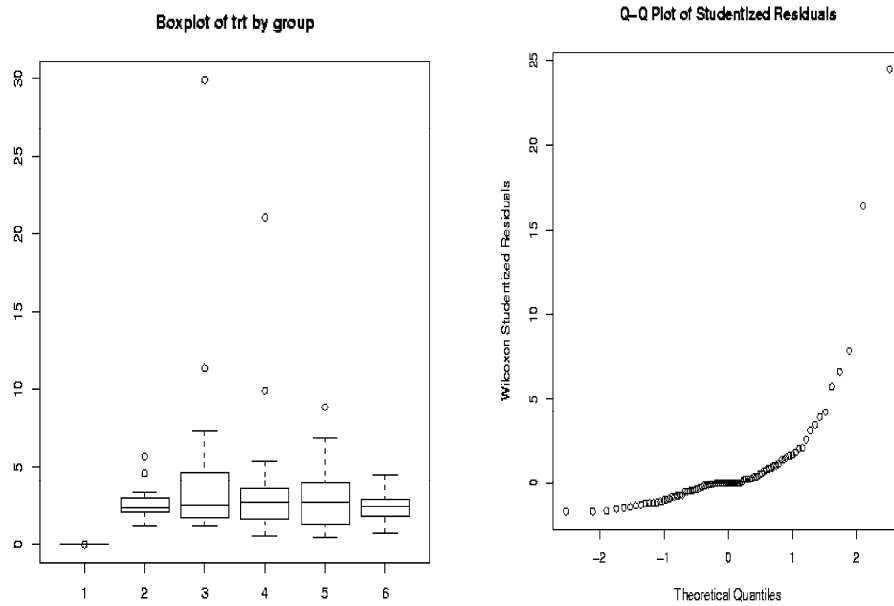 Boxplot of trt by group
30
25
20
15
10
5
0
1 2 3 4 5 6
Q–Q Plot of Studentized Residuals
Wilcoxon Studentized Residuals
25
20
15
10
5
0
−2 −1 0 1 2
Theoretical Quantiles